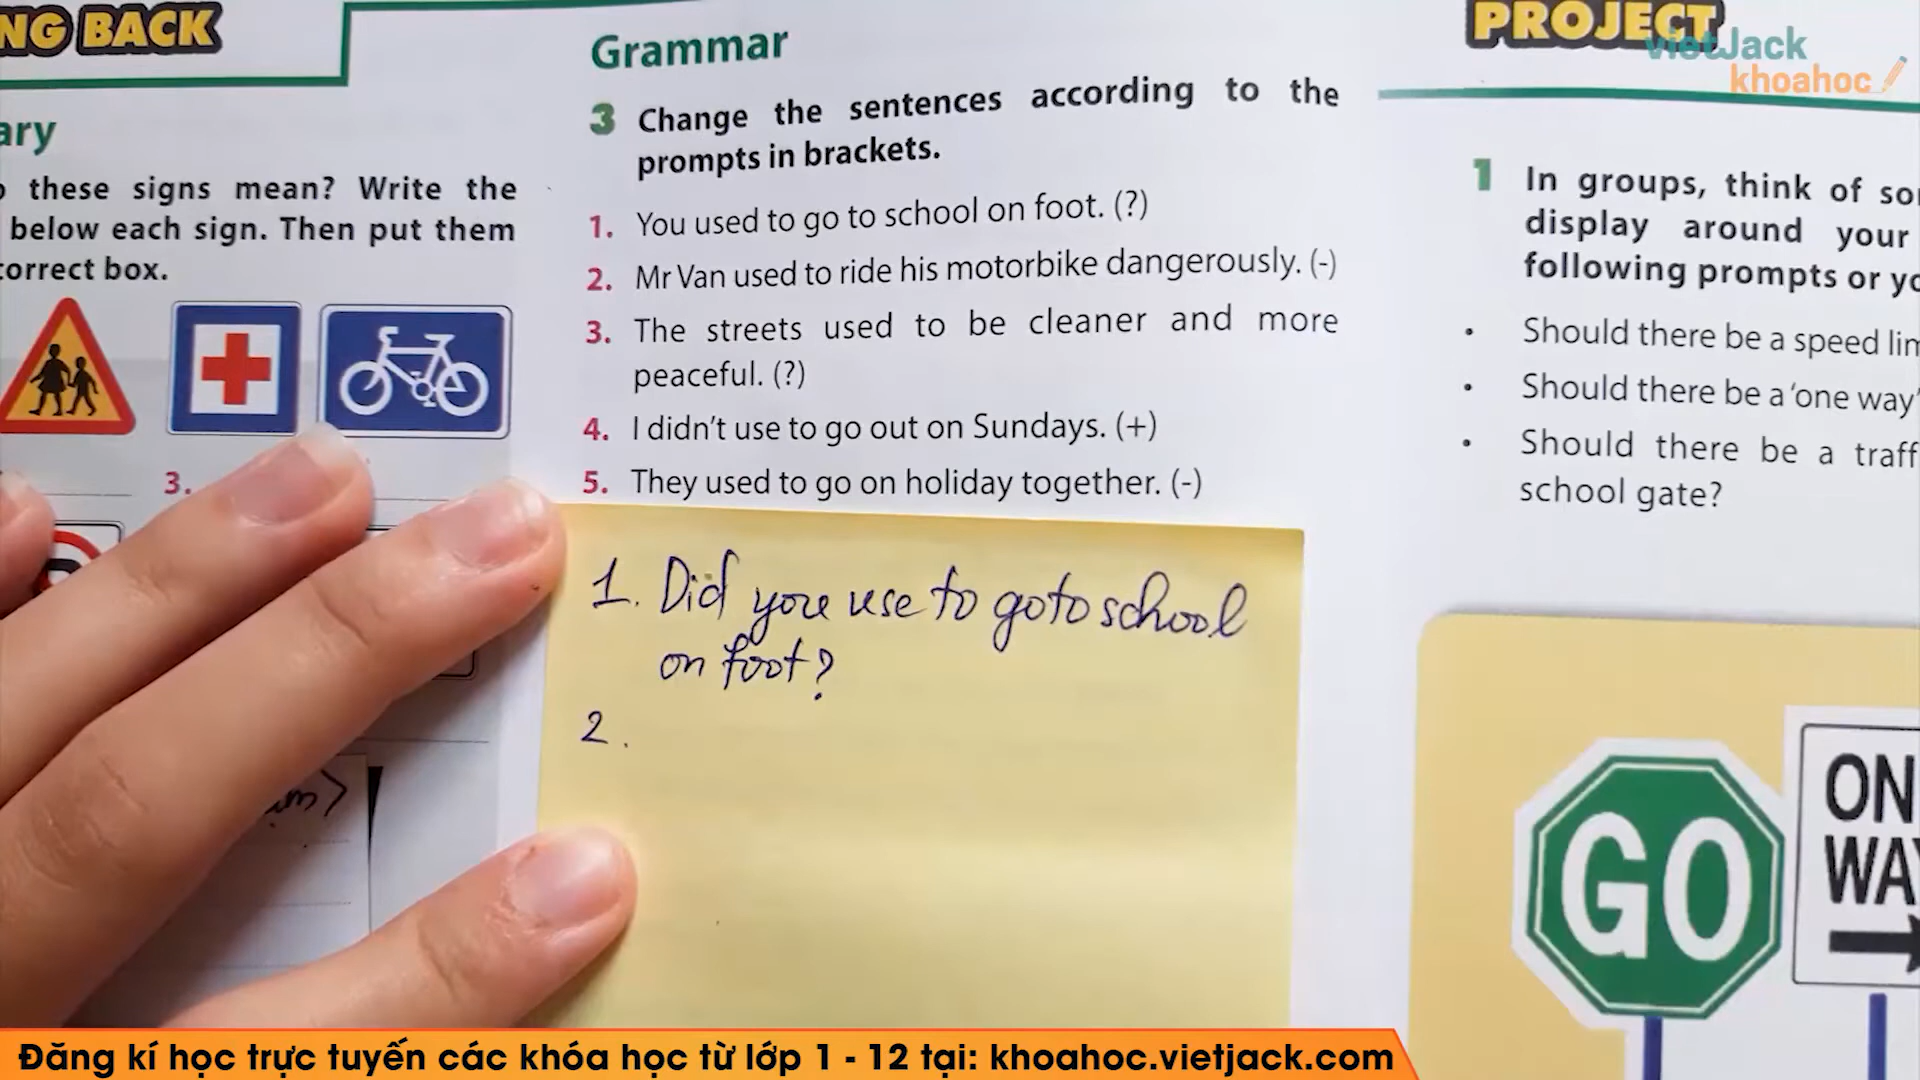 NG BACK
ary
these signs mean? Write the
below each sign. Then put them
orrect box.
3.
Grammar
3 Change the sentences according to the
prompts in brackets.
1. You used to go to school on foot. (?)
2. Mr Van used to ride his motorbike dangerously. (-)
3. The streets used to be cleaner and more
peaceful. (?)
4. I didn't use to go out on Sundays. (+)
5. They used to go on holiday together. (-)
1. Did you use to go to school
on foot?
2.
PROJECT
vietJack
khoahoc
1 In groups, think of
display around your
following prompts or
• Should there be a speed
• Should there be a 'one way'
• Should there be a
school gate?
GO
ON
WA
Đăng kí học trực tuyến các khóa học từ lớp 1 - 12 tại: khoahoc.vietjack.com